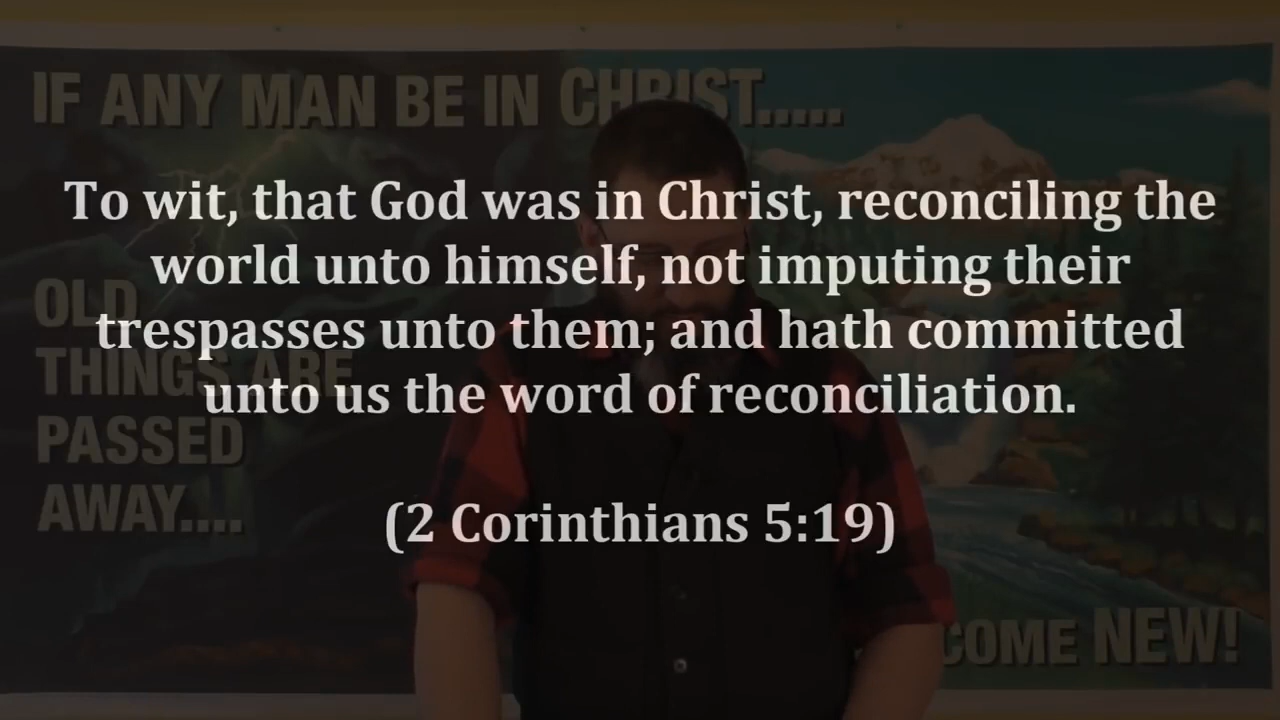 IF ANY MAN BE IN CHRIST.....
To wit, that God was in Christ, reconciling the
world unto himself, not imputing their
trespasses unto them; and hath committed
unto us the word of reconciliation.
(2 Corinthians 5:19)
OLD
THINGS ARE
PASSED
AWAY....
COME NEW!